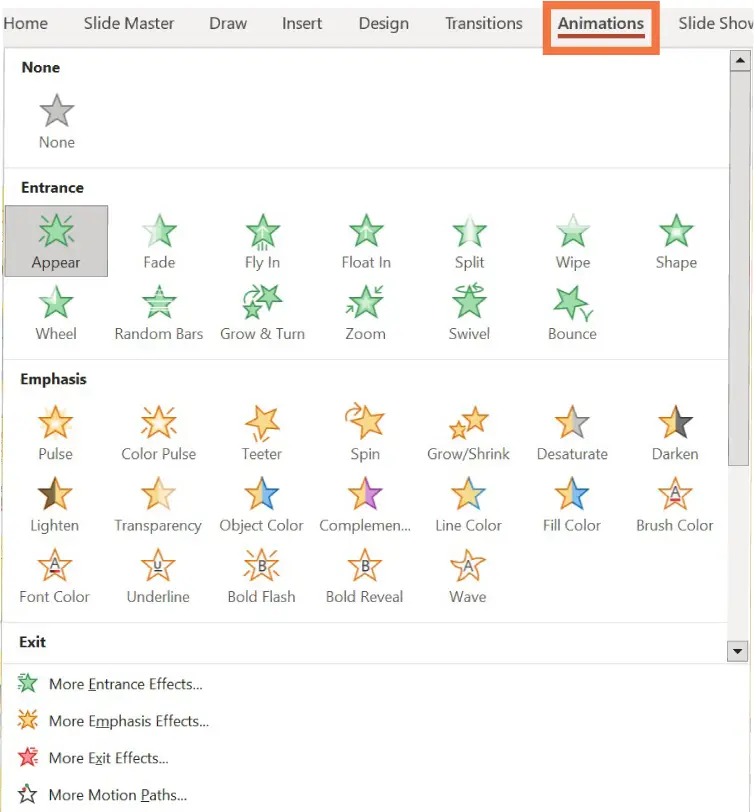 Home Slide Master Draw Insert Design Transitions Animations Slide Sho
None
None
Entrance
Appear Fade Fly In Float In Split Wipe Shape
Wheel Random Bars Grow & Turn Zoom Swivel Bounce
Emphasis
Pulse Color Pulse Teeter Spin Grow/Shrink Desaturate Darken
Lighten Transparency Object Color Complemen... Line Color Fill Color Brush Color
A
A U B B A
Font Color Underline Bold Flash Bold Reveal Wave
Exit
More Entrance Effects...
More Emphasis Effects...
More Exit Effects...
More Motion Paths...